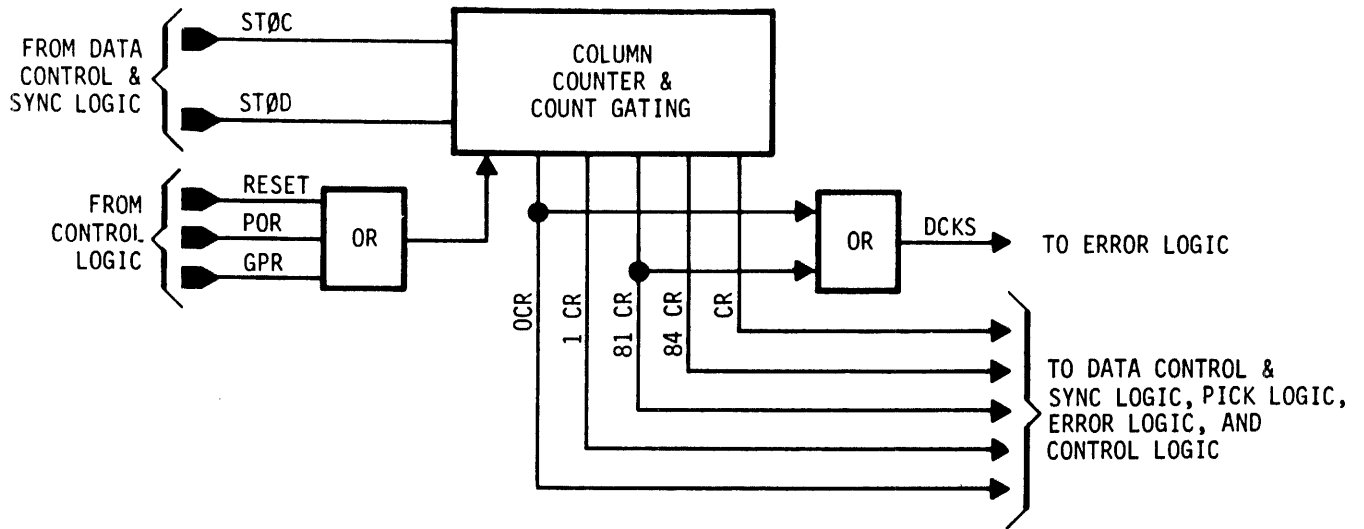 STØC
FROM DATA
CONTROL &
SYNC LOGIC
STØD
COLUMN
COUNTER &
COUNT GATING
FROM
CONTROL
LOGIC
RESET
POR
GPR
OR
OR
DCKS
TO ERROR LOGIC
OCR
1 CR
81 CR
84 CR
CR
TO DATA CONTROL &
SYNC LOGIC, PICK LOGIC,
ERROR LOGIC, AND
CONTROL LOGIC